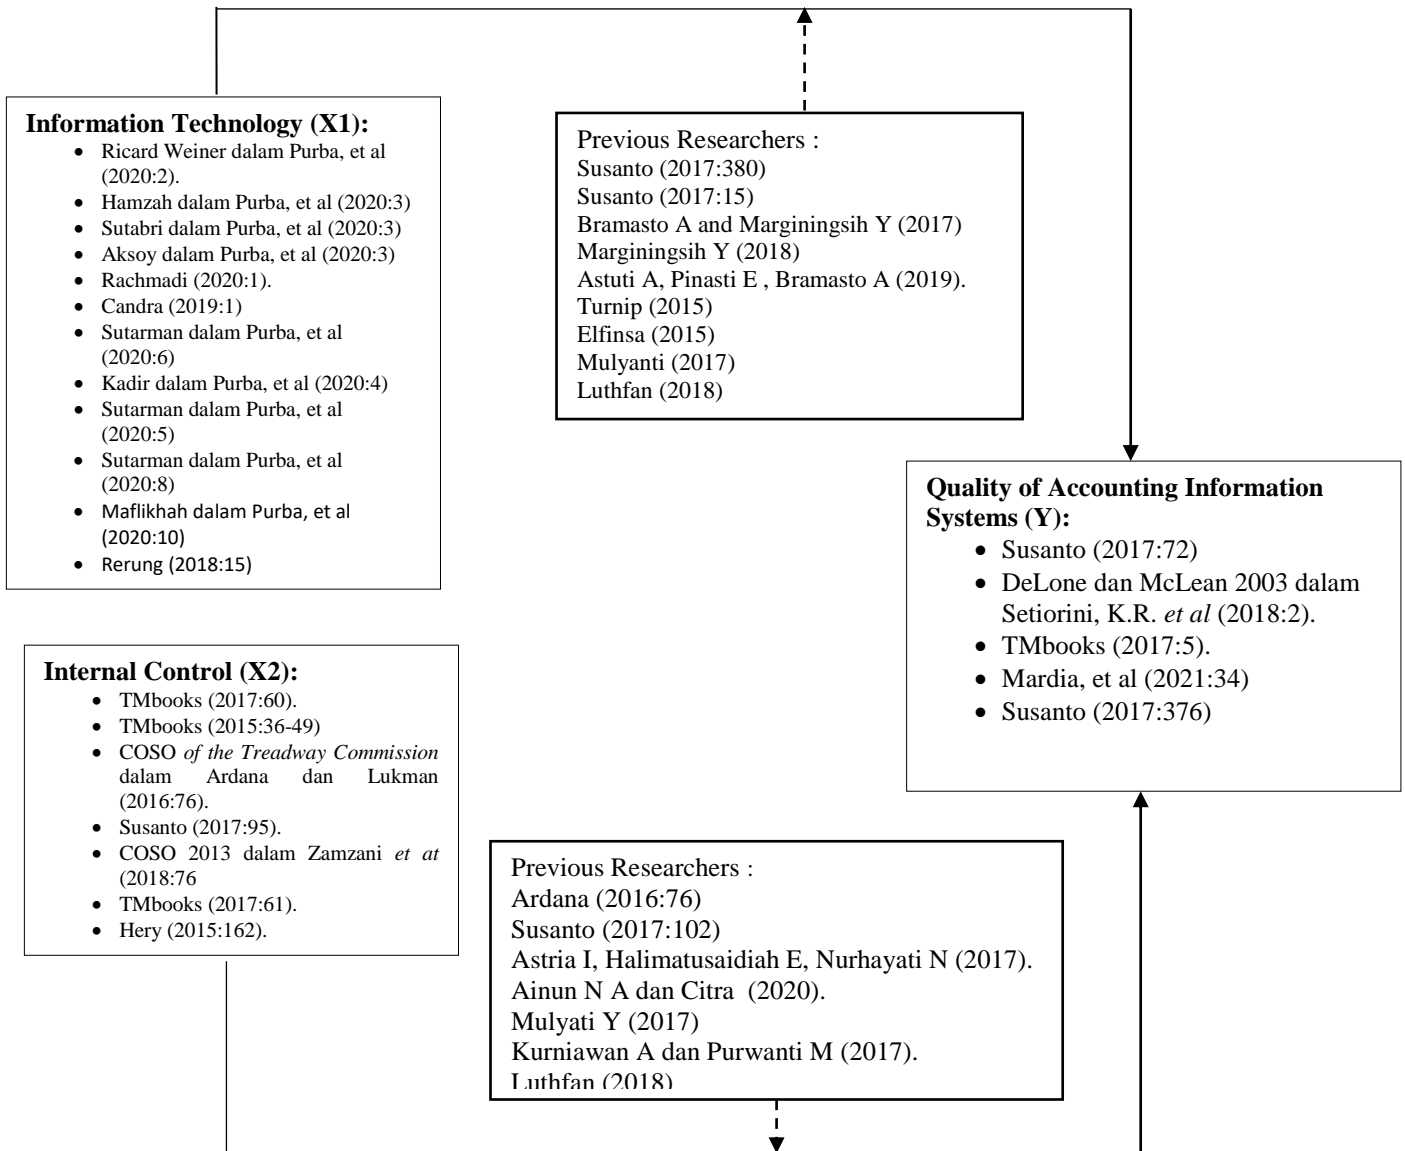 Information Technology (X1):
• Ricard Weiner dalam Purba, et al
(2020:2).
• Hamzah dalam Purba, et al (2020:3)
• Sutabri dalam Purba, et al (2020:3)
• Aksoy dalam Purba, et al (2020:3)
• Rachmadi (2020:1).
• Candra (2019:1)
• Sutarman dalam Purba, et al
(2020:6)
• Kadir dalam Purba, et al (2020:4)
• Sutarman dalam Purba, et al
(2020:5)
• Sutarman dalam Purba, et al
(2020:8)
• Maflikhah dalam Purba, et al
(2020:10)
• Rerung (2018:15)
Previous Researchers :
Susanto (2017:380)
Susanto (2017:15)
Bramasto A and Marginingsih Y (2017)
Marginingsih Y (2018)
Astuti A, Pinasti E , Bramasto A (2019).
Turnip (2015)
Elfinsa (2015)
Mulyanti (2017)
Luthfan (2018)
Quality of Accounting Information
Systems (Y):
• Susanto (2017:72)
• DeLone dan McLean 2003 dalam
Setiorini, K.R. et al (2018:2).
• TMbooks (2017:5).
• Mardia, et al (2021:34)
• Susanto (2017:376)
Internal Control (X2):
• TMbooks (2017:60).
• TMbooks (2015:36-49)
• COSO of the Treadway Commission
dalam Ardana dan Lukman
(2016:76).
• Susanto (2017:95).
• COSO 2013 dalam Zamzani et at
(2018:76
• TMbooks (2017:61).
• Hery (2015:162).
Previous Researchers :
Ardana (2016:76)
Susanto (2017:102)
Astria I, Halimatusaidiah E, Nurhayati N (2017).
Ainun N A dan Citra (2020).
Mulyati Y (2017)
Kurniawan A dan Purwanti M (2017).
Luthfan (2018)